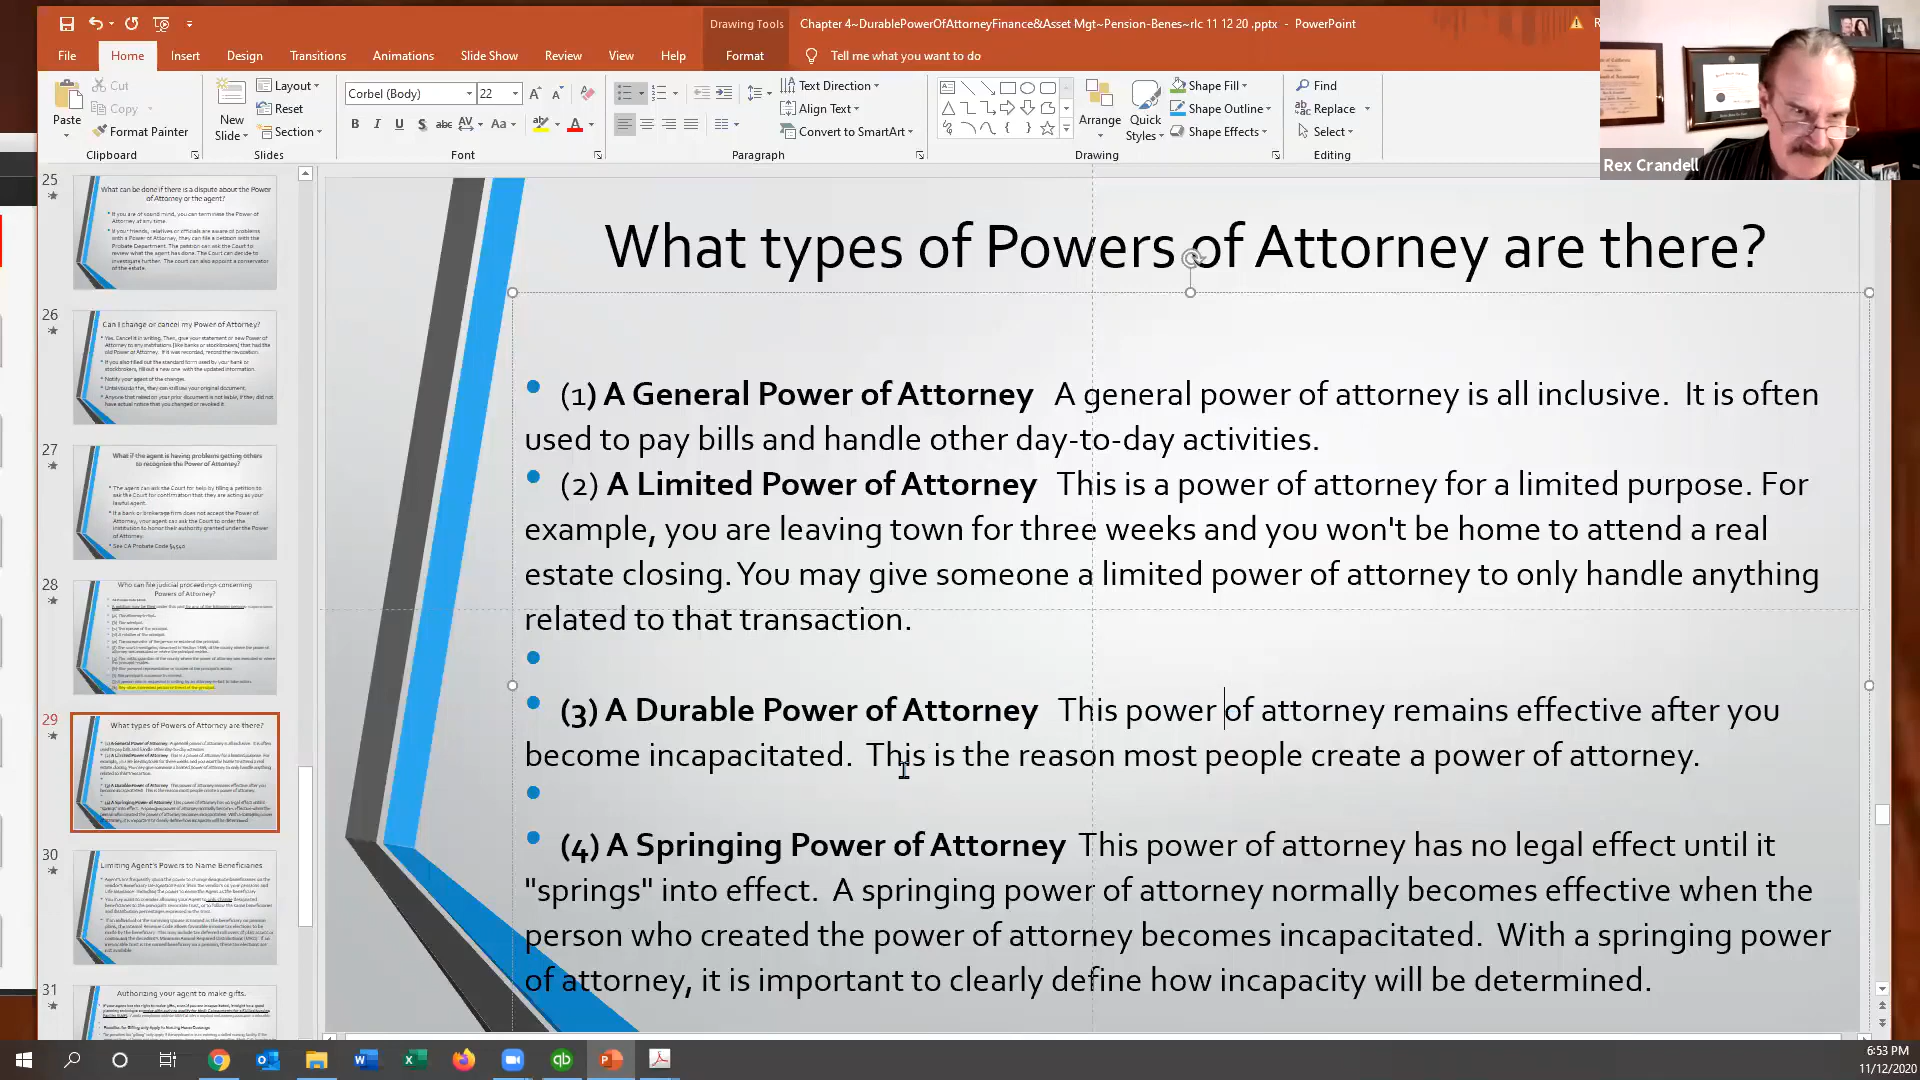 Chapter 4~DurablePowerOfAttorneyFinance&Asset Mgt~Pension-Benes~rlc 11 12 20 .pptx - PowerPoint
Drawing Tools
File Home Insert Design Transitions Animations Slide Show Review View Help Format Tell me what you want to do
Paste
Cut
Copy
Format Painter
Clipboard
New Slide
Layout
Reset
Section
Slides
Corbel (Body) 22
Font
Text Direction
Align Text
Convert to SmartArt
Paragraph
Arrange
Quick Styles
Shape Fill
Shape Outline
Shape Effects
Drawing
Find
Replace
Select
Editing
Rex Crandell
25
What can be done if there is a dispute about the Power
of Attorney or the agent?
26
Can I change or cancel my Power of Attorney?
27
What if the agent is having problems getting others
to recognize the Power of Attorney?
28
Who can file judicial proceedings concerning
Powers of Attorney?
29
What types of Powers of Attorney are there?
30
Limiting Agent's Powers to Name Beneficiaries
31
Authorizing your agent to make gifts.
What types of Powers of Attorney are there?
(1) A General Power of Attorney A general power of attorney is all inclusive. It is often
used to pay bills and handle other day-to-day activities.
(2) A Limited Power of Attorney This is a power of attorney for a limited purpose. For
example, you are leaving town for three weeks and you won't be home to attend a real
estate closing. You may give someone a limited power of attorney to only handle anything
related to that transaction.
(3) A Durable Power of Attorney This power of attorney remains effective after you
become incapacitated. This is the reason most people create a power of attorney.
(4) A Springing Power of Attorney This power of attorney has no legal effect until it
"springs" into effect. A springing power of attorney normally becomes effective when the
person who created the power of attorney becomes incapacitated. With a springing power
of attorney, it is important to clearly define how incapacity will be determined.
6:53 PM
11/12/2020